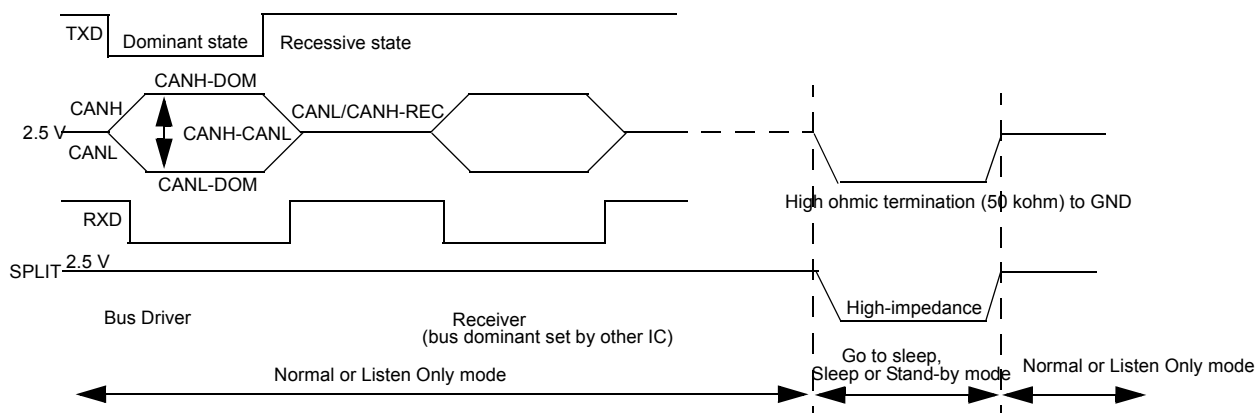 TXD
Dominant state
Recessive state
CANH-DOM
CANH
CANL/CANH-REC
2.5 V
CANH-CANL
CANL
CANL-DOM
High ohmic termination (50 kohm) to GND
RXD
2.5 V
SPLIT
High-impedance
Bus Driver
Receiver
(bus dominant set by other IC)
Go to sleep,
Sleep or Stand-by mode
Normal or Listen Only mode
Normal or Listen Only mode